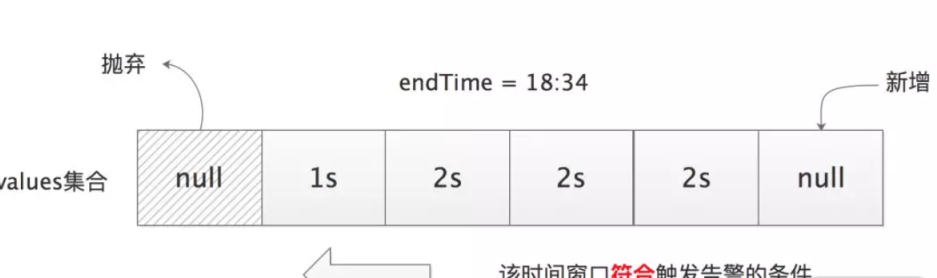 抛弃
endTime = 18:34
新增
values集合
null
1s
2s
2s
2s
null
该时间窗口符合触发告警的条件